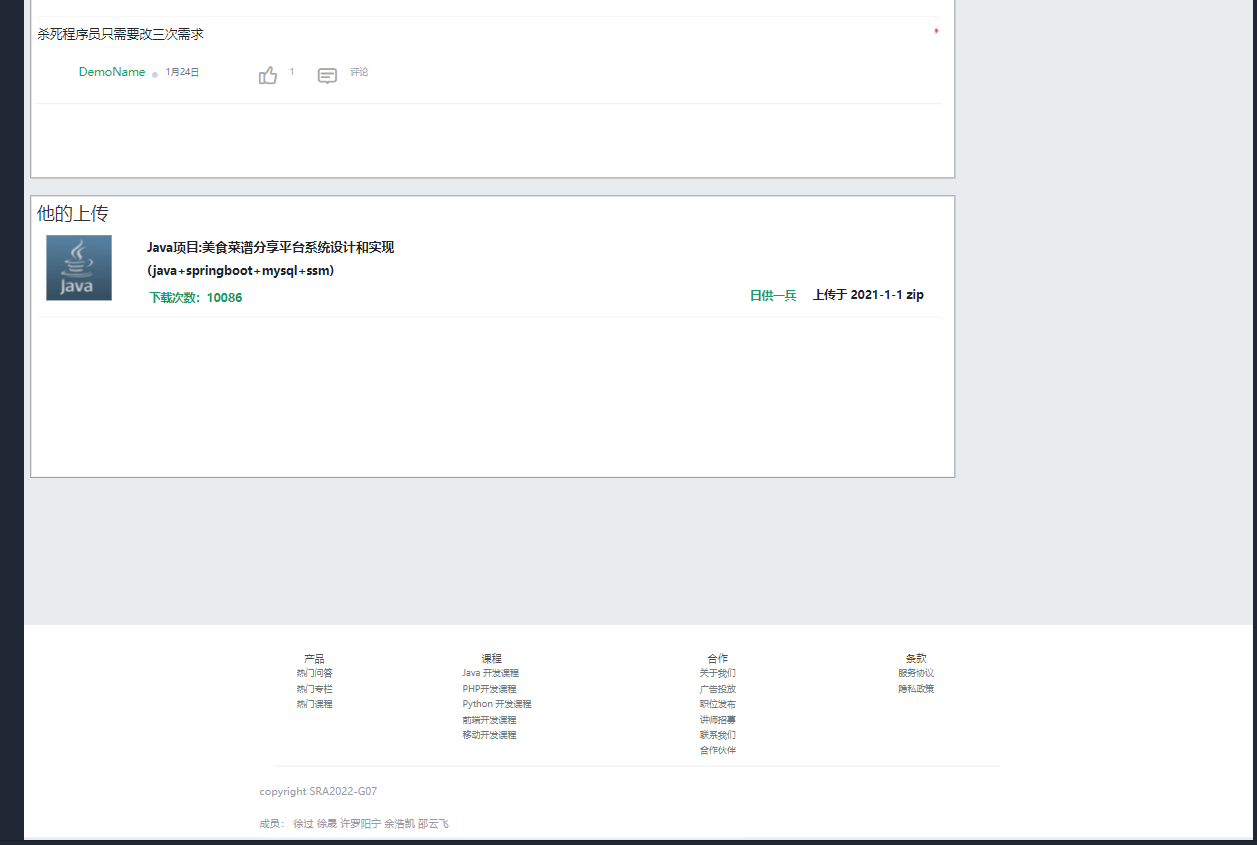 杀死程序员只需要改三次需求
DemoName 1月24日 1 评论
他的上传
Java
Java项目:美食菜谱分享平台系统设计和实现
(java+springboot+mysql+ssm)
下载次数：10086 日供一兵 上传于 2021-1-1 zip
产品 课程 合作 条款
热门问答 Java 开发课程 关于我们 服务协议
热门专栏 PHP开发课程 广告投放 隐私政策
热门课程 Python 开发课程 职位发布
前端开发课程 讲师招募
移动开发课程 联系我们
合作伙伴
copyright SRA2022-G07
成员： 徐过 徐晟 许罗阳宁 余浩凯 邵云飞